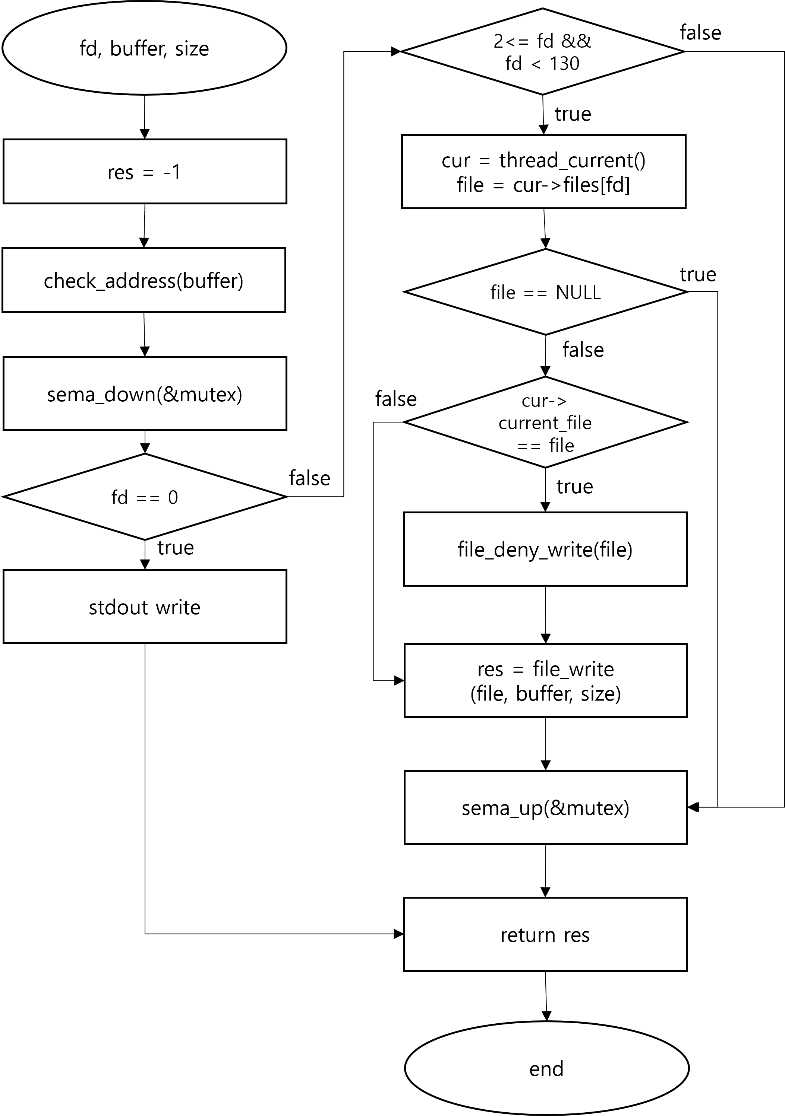 fd, buffer, size
res = -1
check_address(buffer)
sema_down(&mutex)
fd == 0
false
true
stdout write
2<= fd &&
fd < 130
false
true
cur = thread_current()
file = cur->files[fd]
file == NULL
true
false
cur->
current_file
== file
false
true
file_deny_write(file)
res = file_write
(file, buffer, size)
sema_up(&mutex)
return res
end